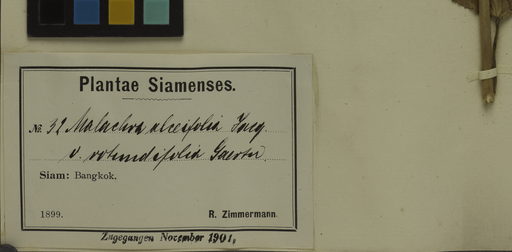 Plantae Siamenses.
№ 32 Malachra alceifolia Jacq.
v. rotundifolia Gaertn.
Siam: Bangkok.
1899. R. Zimmermann.
Zugegangen November 1901.